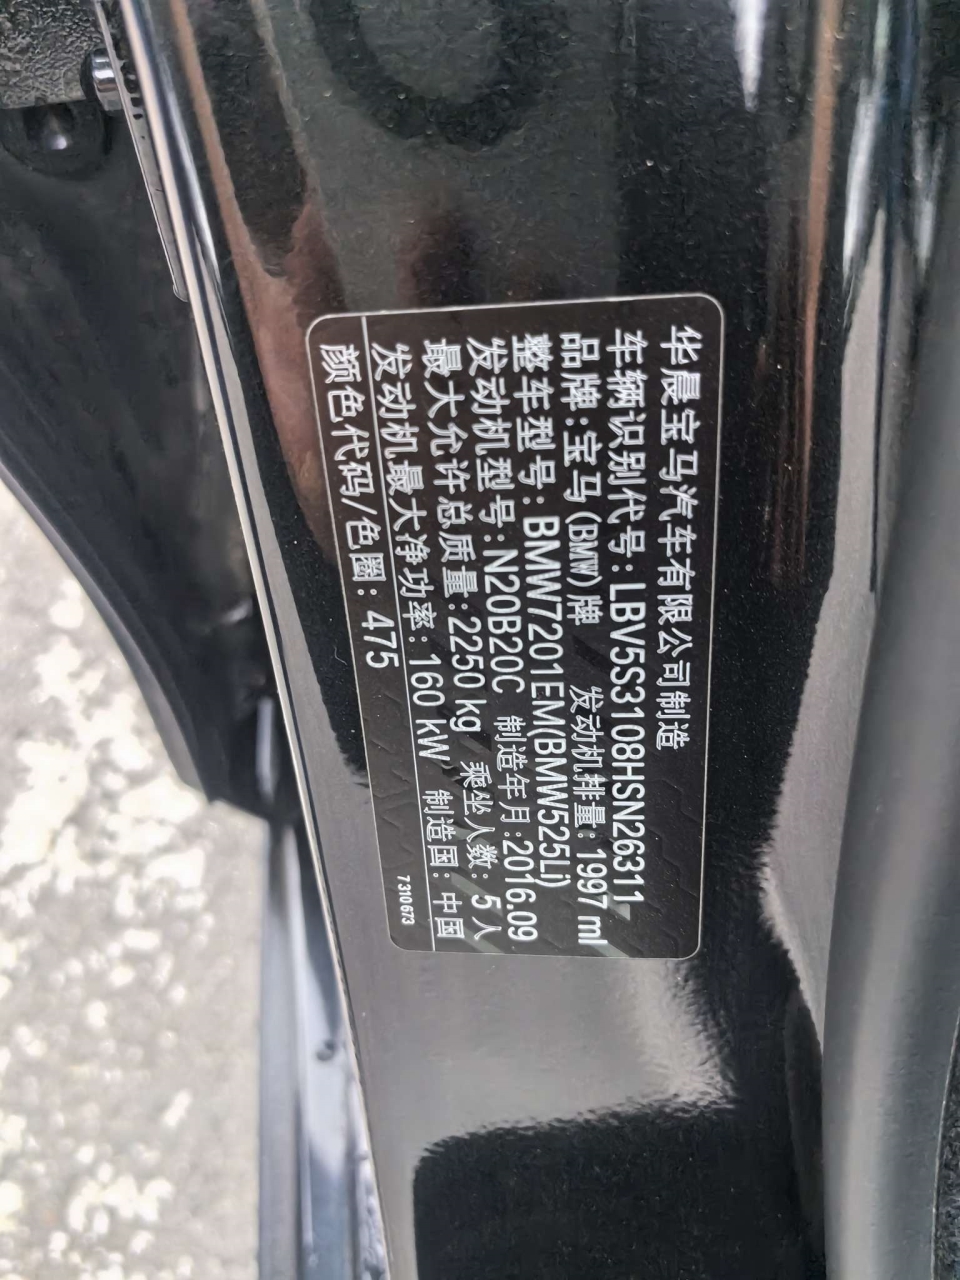 华晨宝马汽车有限公司制造
车辆识别代号:LBV5S3108HSN26311
品牌:宝马(BMW)牌 发动机排量:1997 ml
整车型号:BMW7201EM(BMW525Li)
发动机型号:N20B20C 制造年月:2016.09
最大允许总质量:2250 kg 乘坐人数:5人
发动机最大净功率:160 kW 制造国:中国
颜色代码/色圈:475 7310673